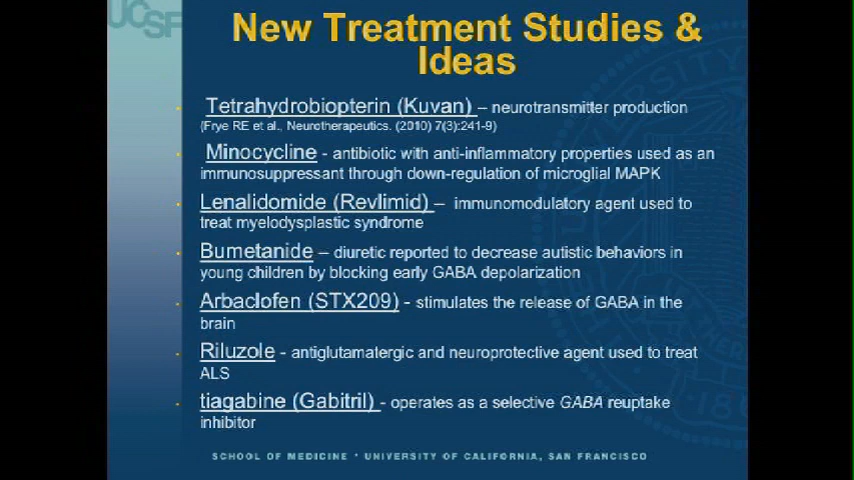 UCSF
New Treatment Studies &
Ideas
Tetrahydrobiopterin (Kuvan) – neurotransmitter production
(Frye RE et al., Neurotherapeutics. (2010) 7(3):241-9)
Minocycline - antibiotic with anti-inflammatory properties used as an
immunosuppressant through down-regulation of microglial MAPK
Lenalidomide (Revlimid) – immunomodulatory agent used to
treat myelodysplastic syndrome
Bumetanide – diuretic reported to decrease autistic behaviors in
young children by blocking early GABA depolarization
Arbaclofen (STX209) - stimulates the release of GABA in the
brain
Riluzole - antiglutamatergic and neuroprotective agent used to treat
ALS
tiagabine (Gabitril) - operates as a selective GABA reuptake
inhibitor
SCHOOL OF MEDICINE * UNIVERSITY OF CALIFORNIA, SAN FRANCISCO